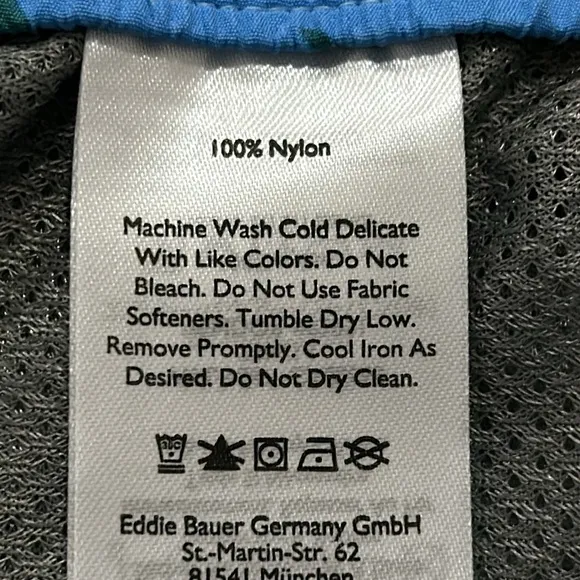 100% Nylon
Machine Wash Cold Delicate
With Like Colors. Do Not
Bleach. Do Not Use Fabric
Softeners. Tumble Dry Low.
Remove Promptly. Cool Iron As
Desired. Do Not Dry Clean.
Eddie Bauer Germany GmbH
St.-Martin-Str. 62
81541 München